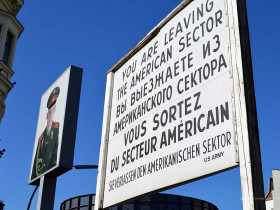 YOU ARE LEAVING
THE AMERICAN SECTOR
ВЫ ВЫЕЗЖАЕТЕ ИЗ
АМЕРИКАНСКОГО СЕКТОРА
VOUS SORTEZ
DU SECTEUR AMÉRICAIN
SIE VERLASSEN DEN AMERIKANISCHEN SEKTOR
US ARMY